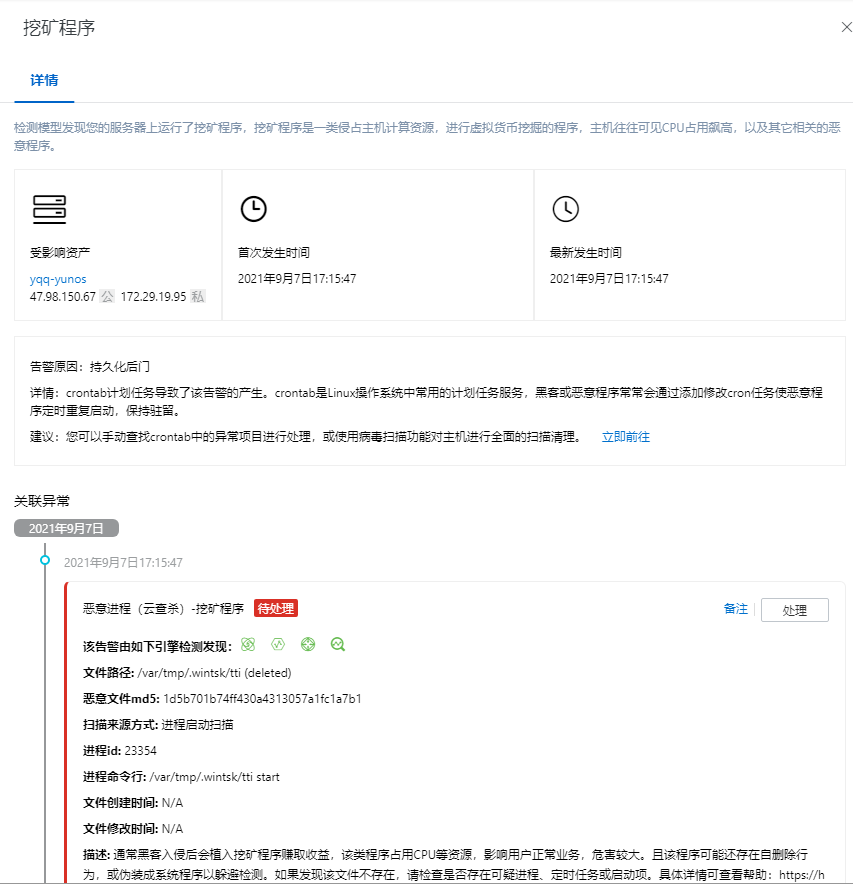 挖矿程序
详情
检测模型发现您的服务器上运行了挖矿程序，挖矿程序是一类侵占主机计算资源，进行虚拟货币挖掘的程序，主机往往可见CPU占用飙高，以及其它相关的恶
意程序。
受影响资产
yqq-yunos
47.98.150.67 公 172.29.19.95 私
首次发生时间
2021年9月7日17:15:47
最新发生时间
2021年9月7日17:15:47
告警原因：持久化后门
详情：crontab计划任务导致了该告警的产生。crontab是Linux操作系统中常用的计划任务服务，黑客或恶意程序常常会通过添加修改cron任务使恶意程
序定时重复启动，保持驻留。
建议：您可以手动查找crontab中的异常项目进行处理，或使用病毒扫描功能对主机进行全面的扫描清理。 立即前往
关联异常
2021年9月7日
2021年9月7日17:15:47
恶意进程（云查杀）-挖矿程序 待处理 备注 处理
该告警由如下引擎检测发现：
文件路径: /var/tmp/.wintsk/tti (deleted)
恶意文件md5: 1d5b701b74ff430a4313057a1fc1a7b1
扫描来源方式: 进程启动扫描
进程id: 23354
进程命令行: /var/tmp/.wintsk/tti start
文件创建时间: N/A
文件修改时间: N/A
描述: 通常黑客入侵后会植入挖矿程序赚取收益，该类程序占用CPU等资源，影响用户正常业务，危害较大。且该程序可能还存在自删除行
为，或伪装成系统程序以躲避检测。如果发现该文件不存在，请检查是否存在可疑进程、定时任务或启动项。具体详情可查看帮助：https://h